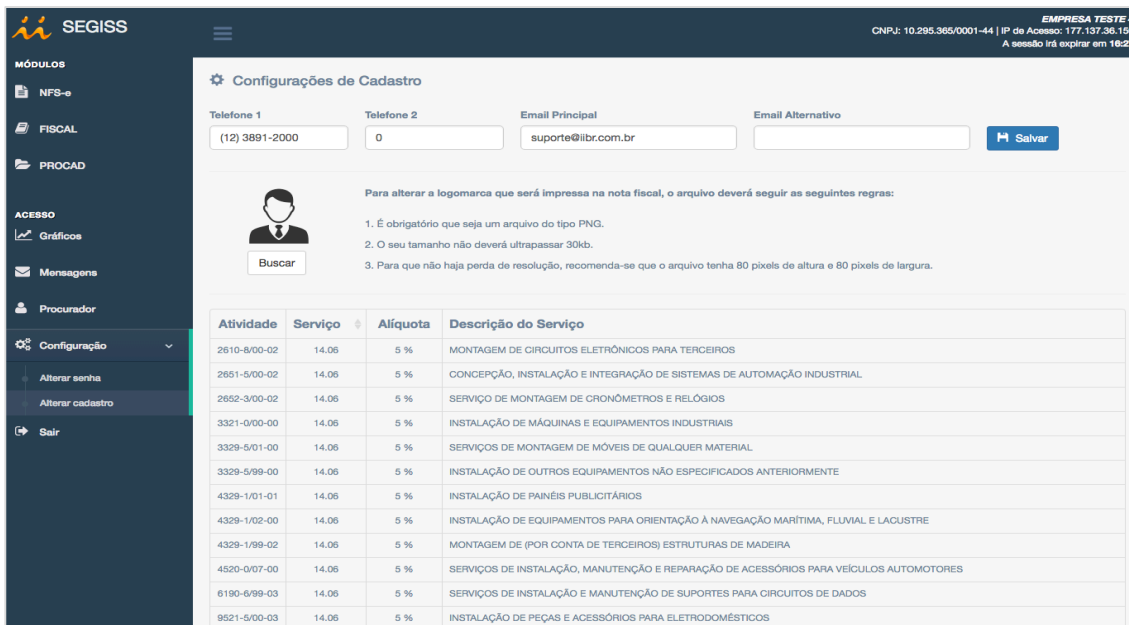 SEGISS
EMPRESA TESTE -
CNPJ: 10.295.365/0001-44 | IP de Acesso: 177.137.36.15
A sessão irá expirar em 16:2
MÓDULOS
NFS-e
FISCAL
PROCAD
ACESSO
Gráficos
Mensagens
Procurador
Configuração
Alterar senha
Alterar cadastro
Sair
Configurações de Cadastro
Telefone 1 Telefone 2 Email Principal Email Alternativo
(12) 3891-2000 0 suporte@iibr.com.br Salvar
Para alterar a logomarca que será impressa na nota fiscal, o arquivo deverá seguir as seguintes regras:
1. É obrigatório que seja um arquivo do tipo PNG.
2. O seu tamanho não deverá ultrapassar 30kb.
3. Para que não haja perda de resolução, recomenda-se que o arquivo tenha 80 pixels de altura e 80 pixels de largura.
Buscar
Atividade Serviço Alíquota Descrição do Serviço
2610-8/00-02 14.06 5 % MONTAGEM DE CIRCUITOS ELETRÔNICOS PARA TERCEIROS
2651-5/00-02 14.06 5 % CONCEPÇÃO, INSTALAÇÃO E INTEGRAÇÃO DE SISTEMAS DE AUTOMAÇÃO INDUSTRIAL
2652-3/00-02 14.06 5 % SERVIÇO DE MONTAGEM DE CRONÔMETROS E RELÓGIOS
3321-0/00-00 14.06 5 % INSTALAÇÃO DE MÁQUINAS E EQUIPAMENTOS INDUSTRIAIS
3329-5/01-00 14.06 5 % SERVIÇOS DE MONTAGEM DE MÓVEIS DE QUALQUER MATERIAL
3329-5/99-00 14.06 5 % INSTALAÇÃO DE OUTROS EQUIPAMENTOS NÃO ESPECIFICADOS ANTERIORMENTE
4329-1/01-01 14.06 5 % INSTALAÇÃO DE PAINÉIS PUBLICITÁRIOS
4329-1/02-00 14.06 5 % INSTALAÇÃO DE EQUIPAMENTOS PARA ORIENTAÇÃO À NAVEGAÇÃO MARÍTIMA, FLUVIAL E LACUSTRE
4329-1/99-02 14.06 5 % MONTAGEM DE (POR CONTA DE TERCEIROS) ESTRUTURAS DE MADEIRA
4520-0/07-00 14.06 5 % SERVIÇOS DE INSTALAÇÃO, MANUTENÇÃO E REPARAÇÃO DE ACESSÓRIOS PARA VEÍCULOS AUTOMOTORES
6190-6/99-03 14.06 5 % SERVIÇOS DE INSTALAÇÃO E MANUTENÇÃO DE SUPORTES PARA CIRCUITOS DE DADOS
9521-5/00-03 14.06 5 % INSTALAÇÃO DE PEÇAS E ACESSÓRIOS PARA ELETRODOMÉSTICOS